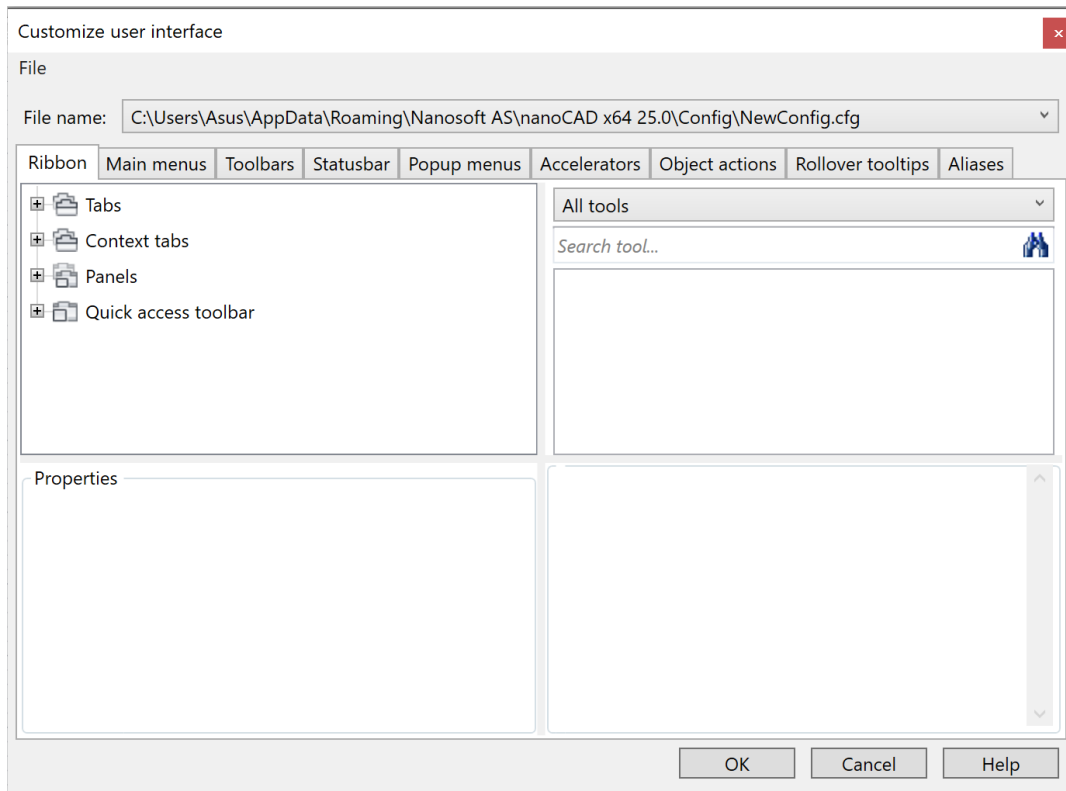 Customize user interface
File
File name: C:\Users\Asus\AppData\Roaming\Nanosoft AS\nanoCAD x64 25.0\Config\NewConfig.cfg
Ribbon Main menus Toolbars Statusbar Popup menus Accelerators Object actions Rollover tooltips Aliases
Tabs
Context tabs
Panels
Quick access toolbar
All tools
Search tool...
Properties
OK Cancel Help